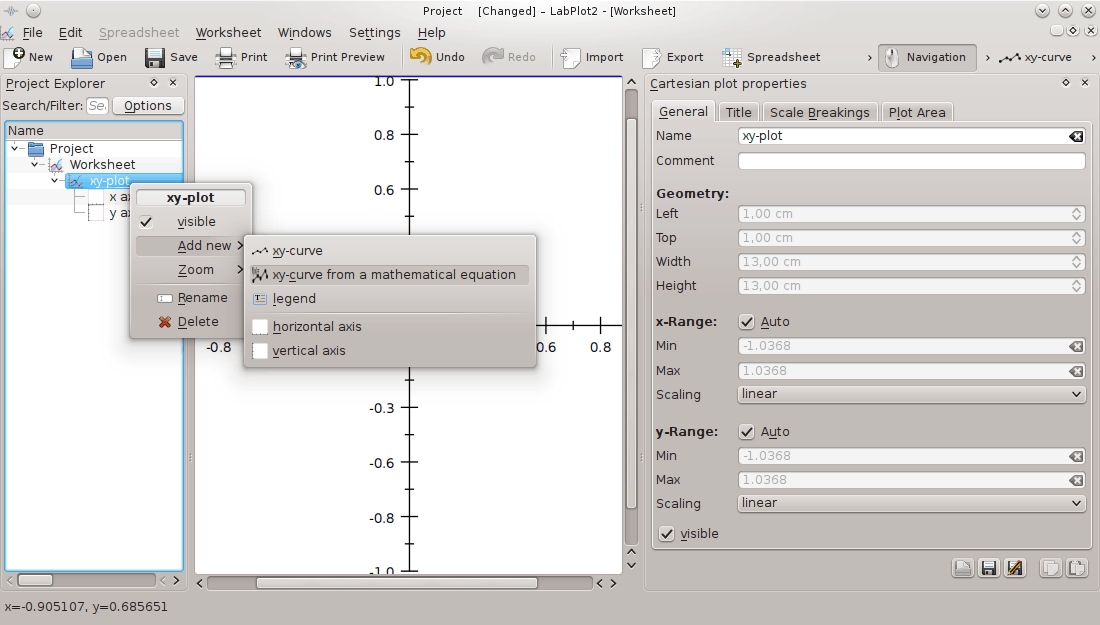 Project [Changed] – LabPlot2 - [Worksheet]
File Edit Spreadsheet Worksheet Windows Settings Help
New Open Save Print Print Preview Undo Redo Import Export Spreadsheet Navigation xy-curve
Project Explorer
Search/Filter: Options
Name
Project
Worksheet
xy-plot
x
y
xy-plot
visible
Add new
Zoom
Rename
Delete
xy-curve
xy-curve from a mathematical equation
legend
horizontal axis
vertical axis
1.0
0.8
0.6
-0.8
0.6
0.8
-0.3
-0.6
-0.8
-1.0
Cartesian plot properties
General Title Scale Breakings Plot Area
Name xy-plot
Comment
Geometry:
Left 1,00 cm
Top 1,00 cm
Width 13,00 cm
Height 13,00 cm
x-Range: Auto
Min -1.0368
Max 1.0368
Scaling linear
y-Range: Auto
Min -1.0368
Max 1.0368
Scaling linear
visible
x=-0.905107, y=0.685651